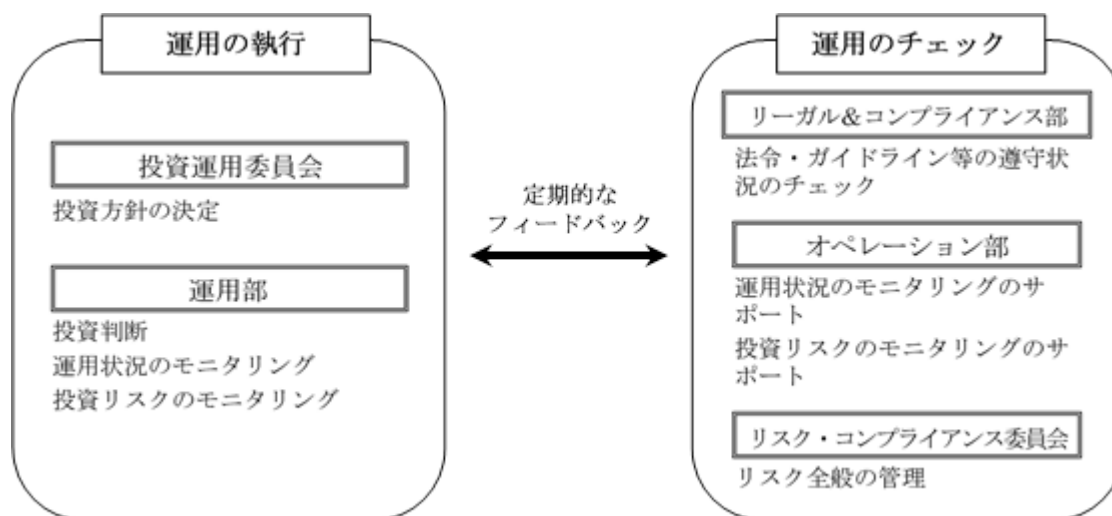 運用の執行
投資運用委員会
投資方針の決定
運用部
投資判断
運用状況のモニタリング
投資リスクのモニタリング
定期的な
フィードバック
運用のチェック
リーガル&コンプライアンス部
法令・ガイドライン等の遵守状
況のチェック
オペレーション部
運用状況のモニタリングのサ
ポート
投資リスクのモニタリングのサ
ポート
リスク・コンプライアンス委員会
リスク全般の管理